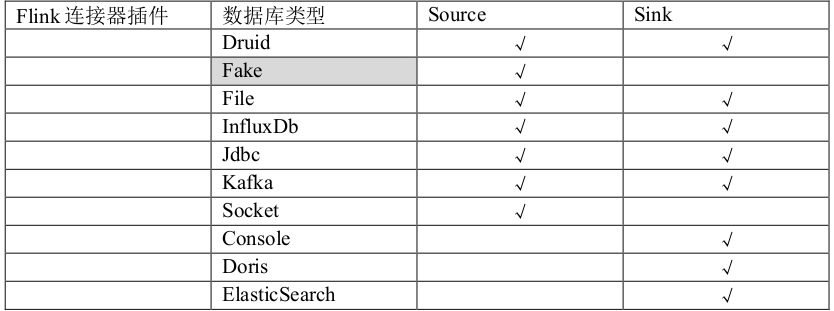 Flink 连接器插件 数据库类型 Source Sink
Druid √ √
Fake √
File √ √
InfluxDb √ √
Jdbc √ √
Kafka √ √
Socket √
Console √
Doris √
ElasticSearch √